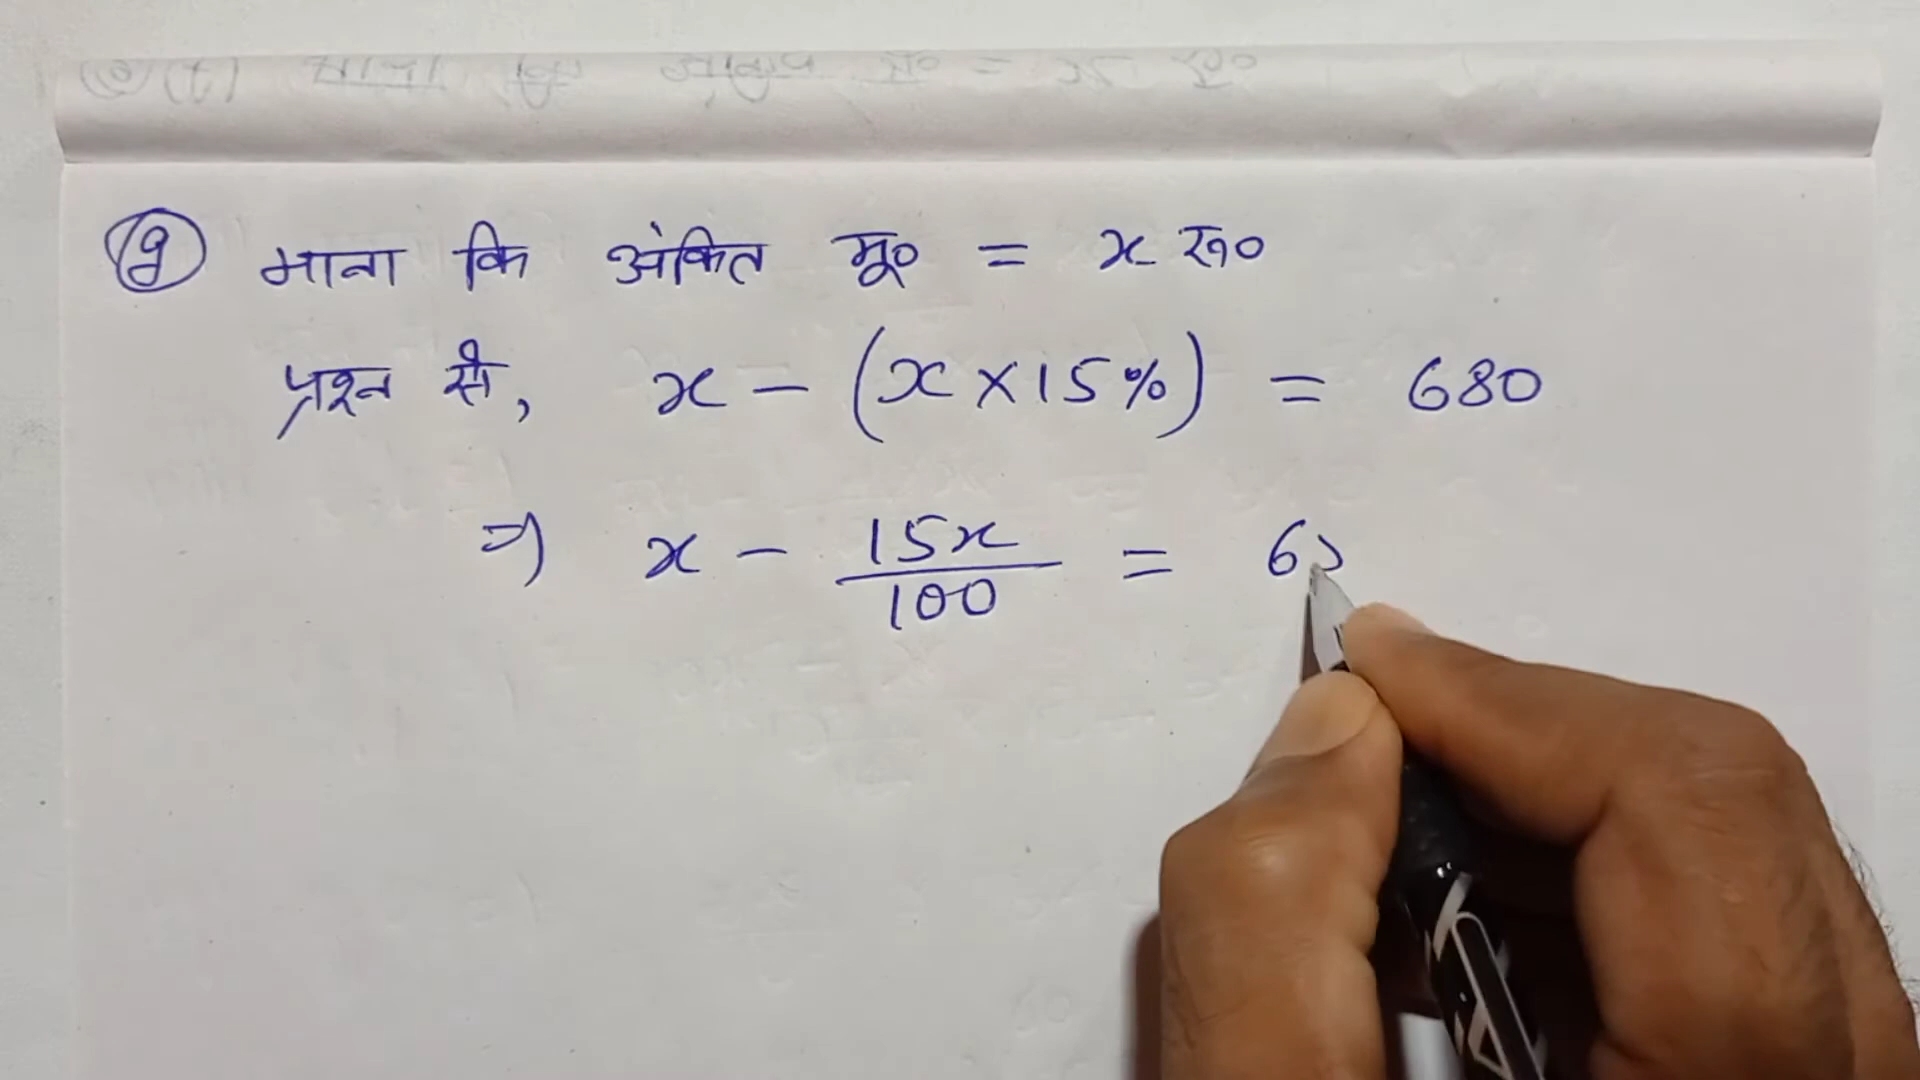 9 माना कि अंकित मू० = x रु०
प्रश्न से, x - (x × 15%) = 680
⇒ x - 15x/100 = 6